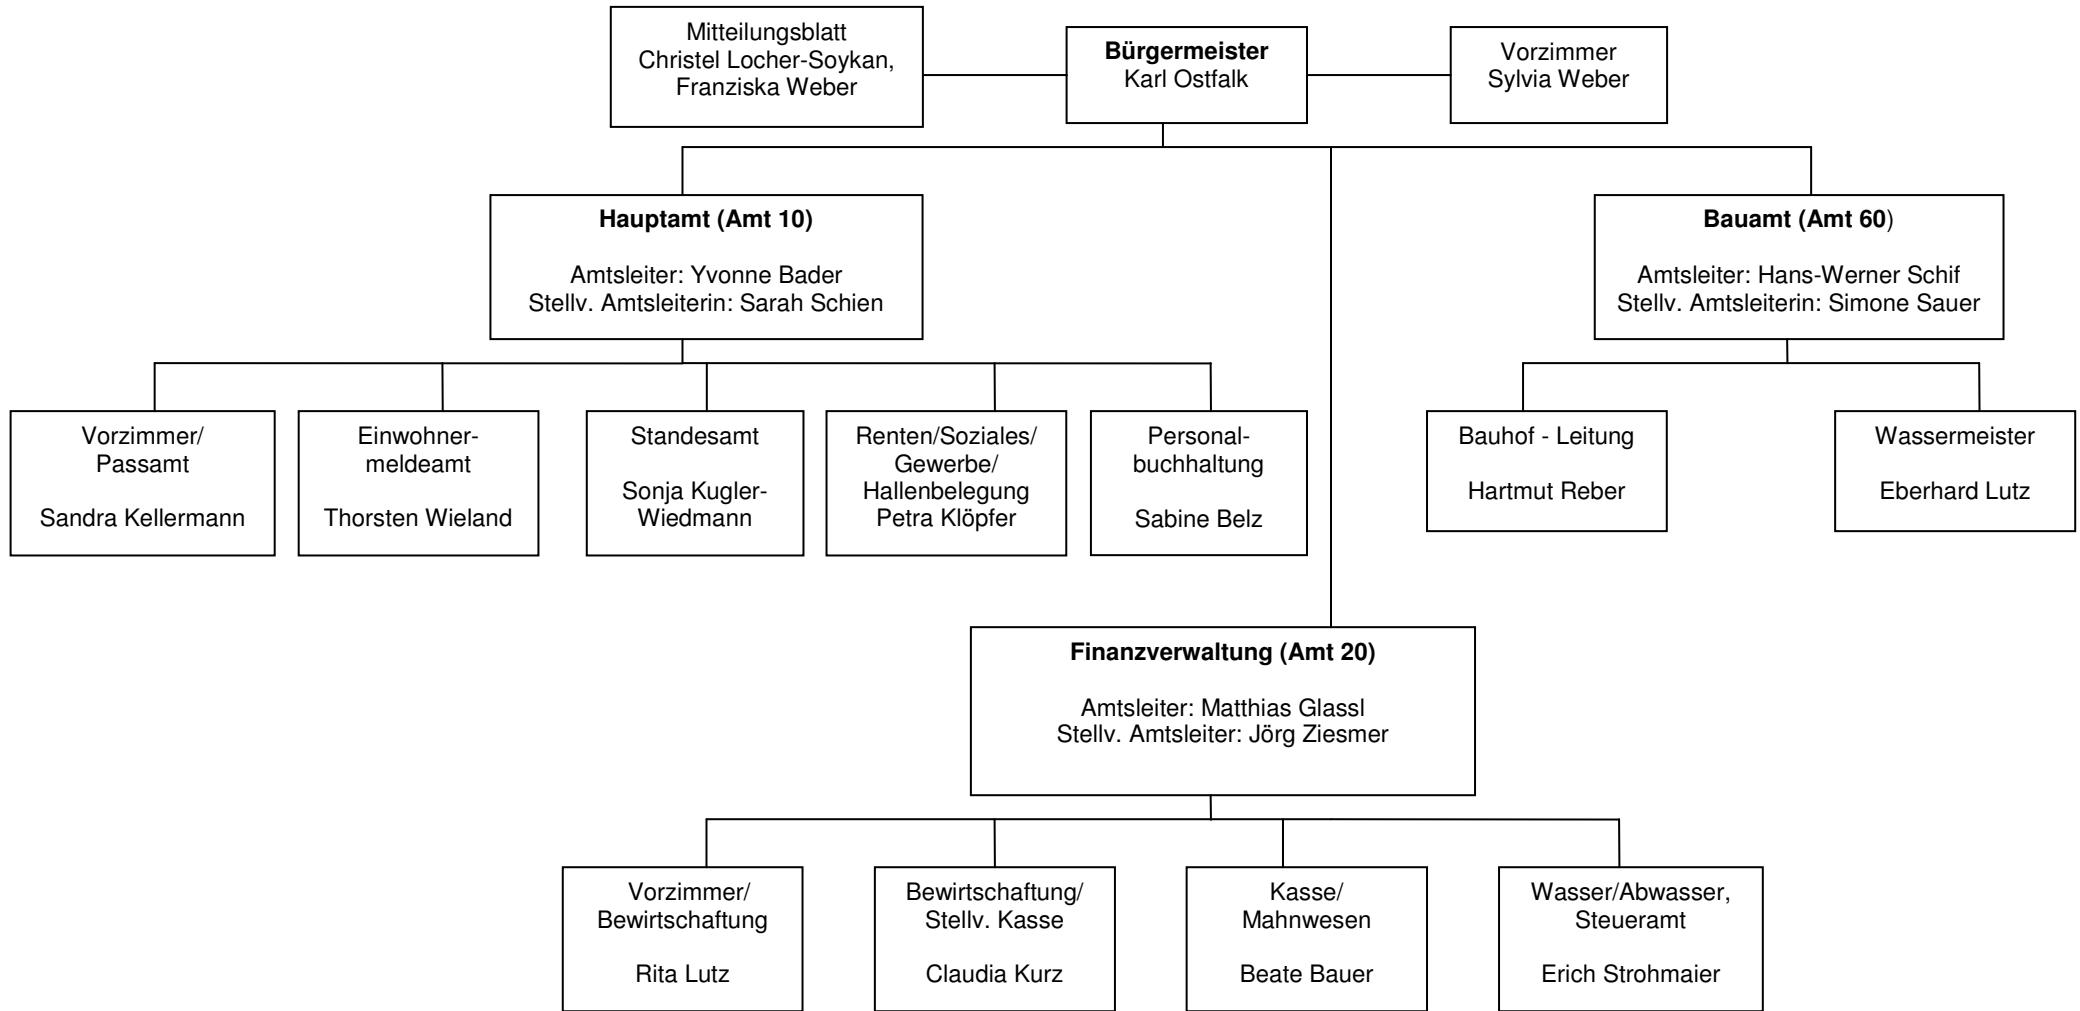 Mitteilungsblatt
Christel Locher-Soykan,
Franziska Weber
Bürgermeister
Karl Ostfalk
Vorzimmer
Sylvia Weber
Hauptamt (Amt 10)
Amtsleiter: Yvonne Bader
Stellv. Amtsleiterin: Sarah Schien
Bauamt (Amt 60)
Amtsleiter: Hans-Werner Schif
Stellv. Amtsleiterin: Simone Sauer
Vorzimmer/
Passamt
Sandra Kellermann
Einwohner-
meldeamt
Thorsten Wieland
Standesamt
Sonja Kugler-
Wiedmann
Renten/Soziales/
Gewerbe/
Hallenbelegung
Petra Klöpfer
Personal-
buchhaltung
Sabine Belz
Bauhof - Leitung
Hartmut Reber
Wassermeister
Eberhard Lutz
Finanzverwaltung (Amt 20)
Amtsleiter: Matthias Glassl
Stellv. Amtsleiter: Jörg Ziesmer
Vorzimmer/
Bewirtschaftung
Rita Lutz
Bewirtschaftung/
Stellv. Kasse
Claudia Kurz
Kasse/
Mahnwesen
Beate Bauer
Wasser/Abwasser,
Steueramt
Erich Strohmaier